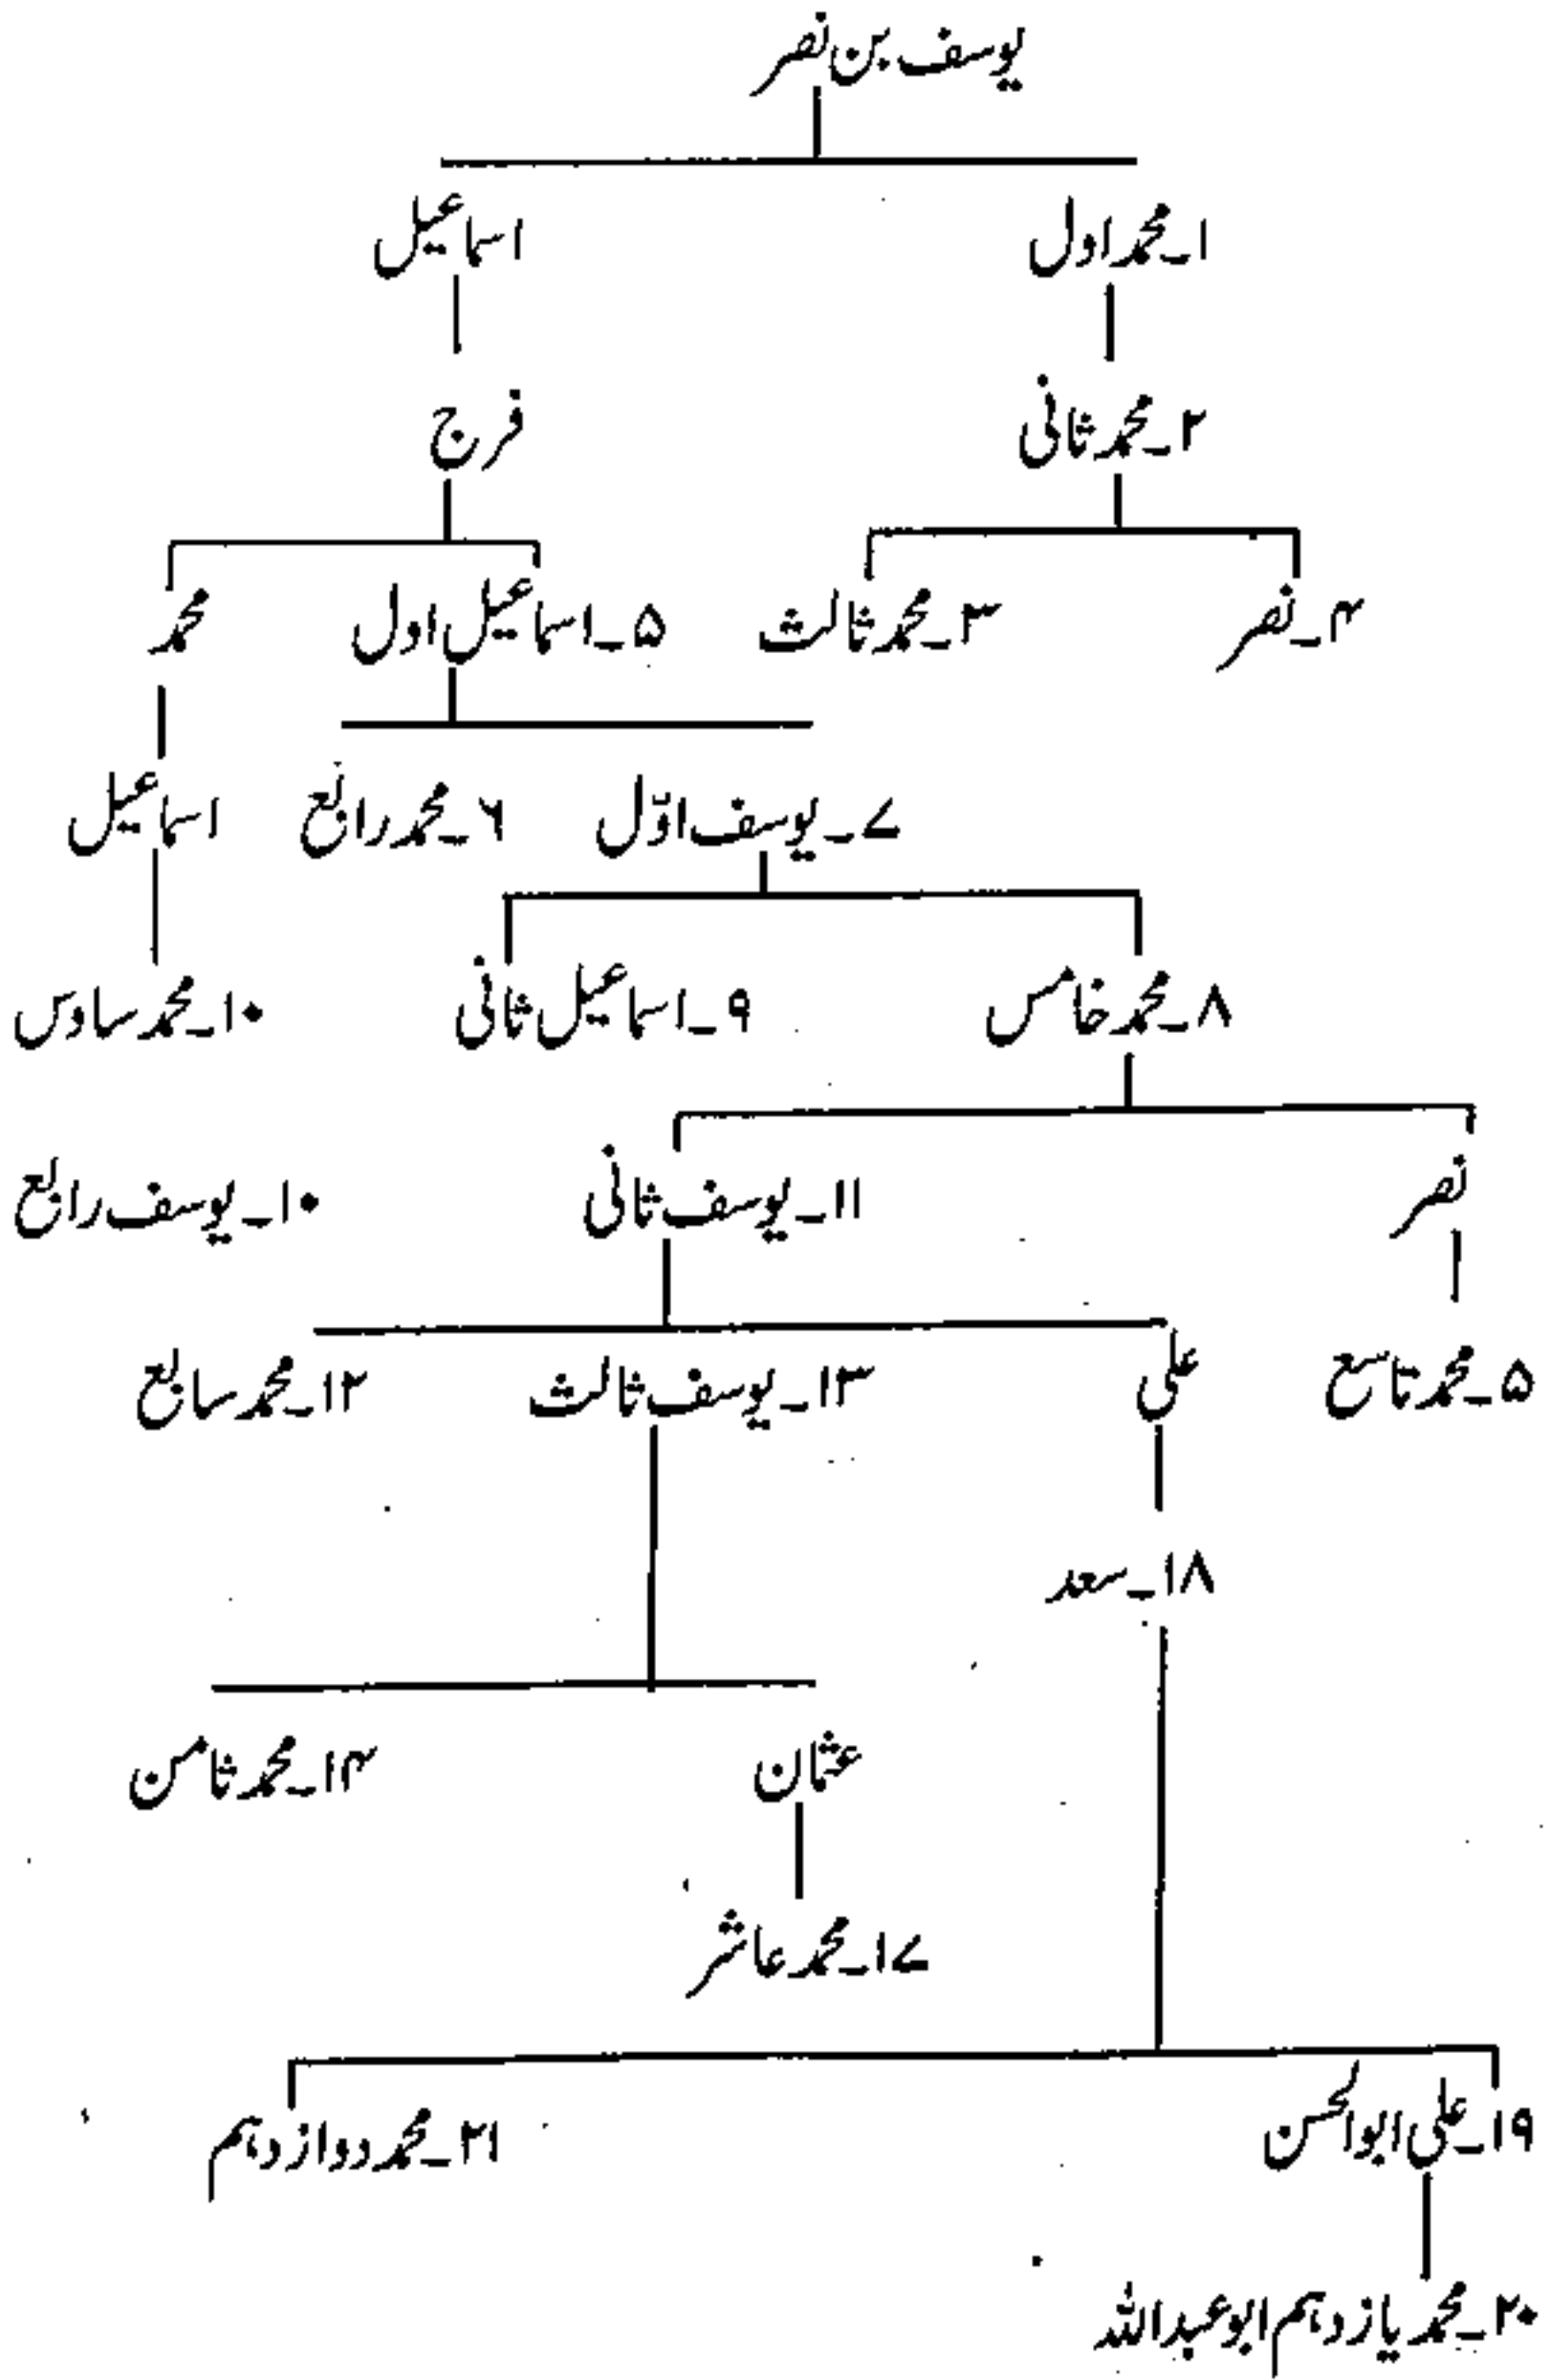 یوسف بن نصر
۱۔محمد اول
اسماعیل
۲۔محمد ثانی
فرج
۴۔نصر
۳۔محمد ثالث
۵۔اسماعیل اول
محمد
۷۔یوسف اوّل
۶۔محمد رابع
اسماعیل
۸۔محمد خامس
۹۔اسماعیل ثانی
۱۰۔محمد سادس
نصر
۱۱۔یوسف ثانی
۱۰۔یوسف رابع
۵۔محمد تاسع
علی
۱۳۔یوسف ثالث
۱۲۔محمد سابع
۱۸۔سعد
عثمان
۱۴۔محمد ثامن
۱۷۔محمد عاشر
۱۹۔علی ابوالحسن
۲۱۔محمد دوازدہم
۲۰۔محمد یازدہم ابوعبداللہ